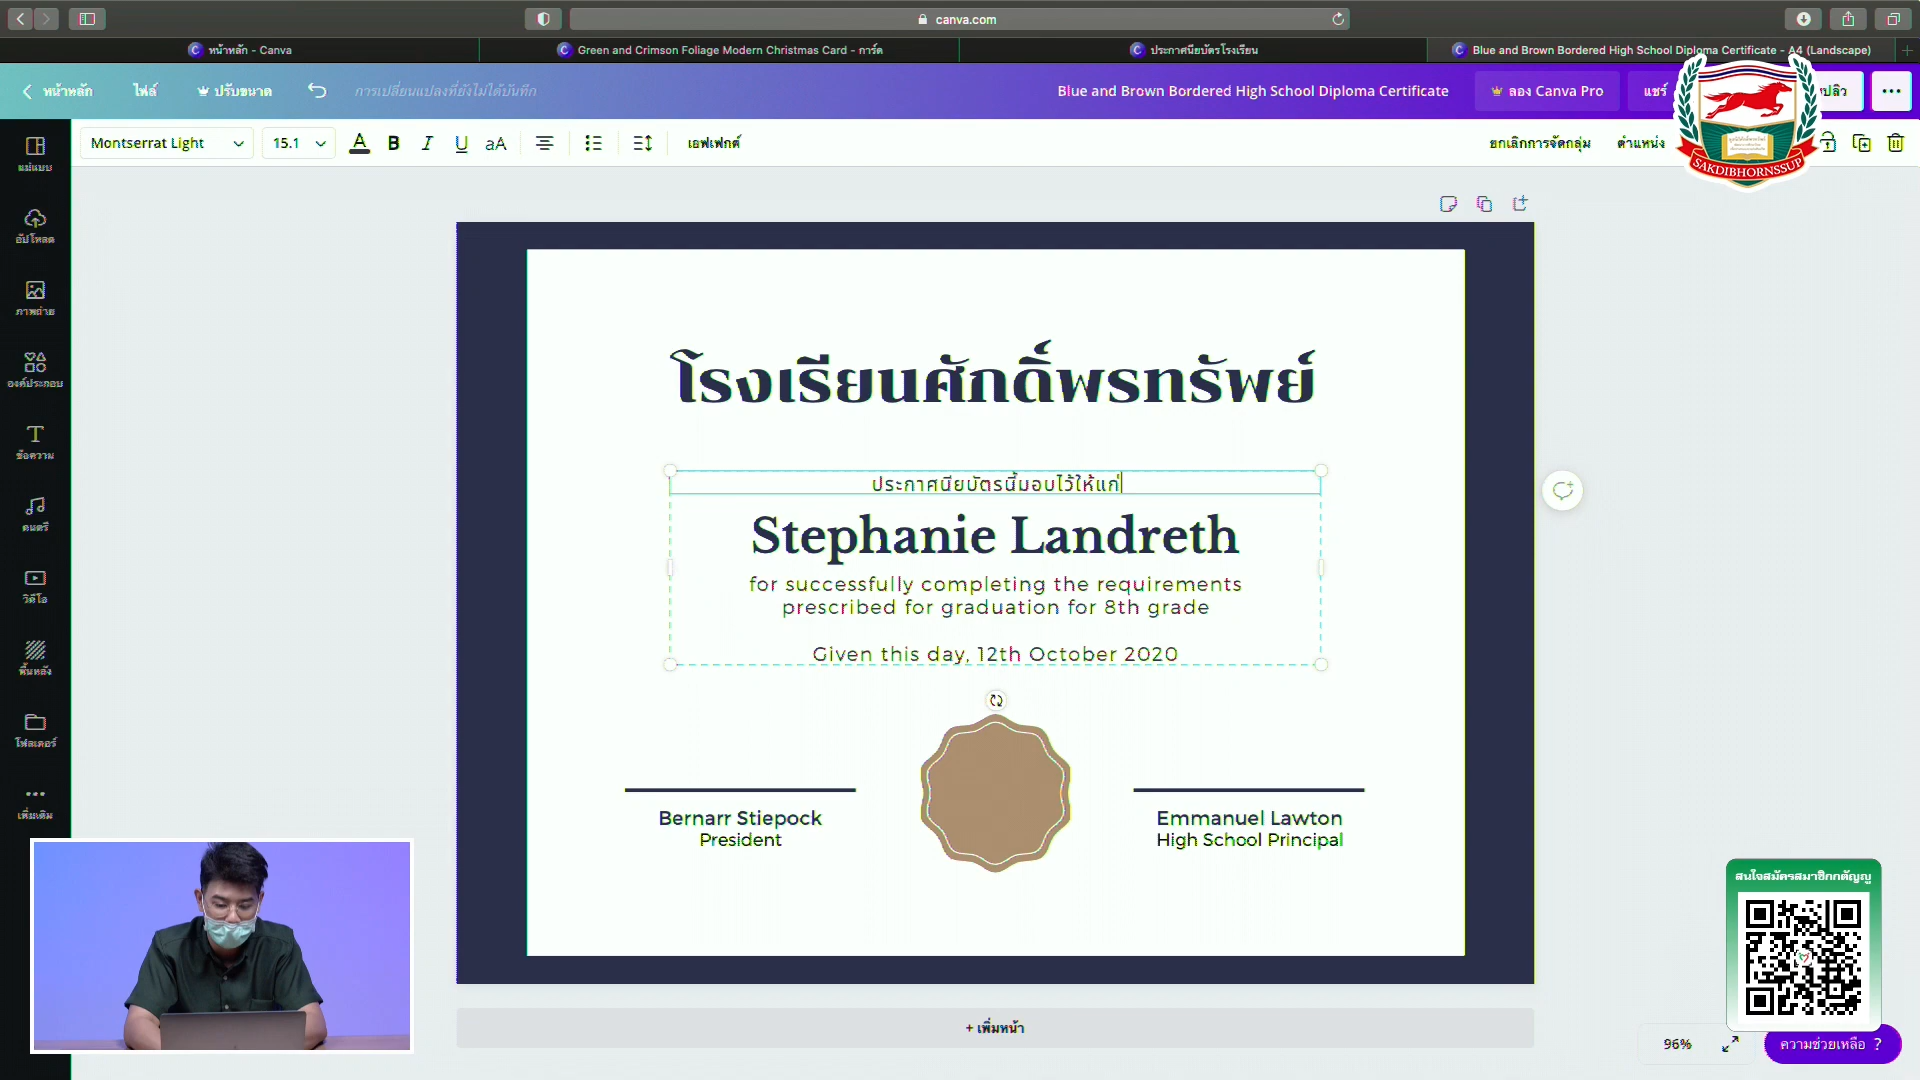 canva.com
หน้าหลัก - Canva
Green and Crimson Foliage Modern Christmas Card - การ์ด
ประกาศนียบัตรโรงเรียน
Blue and Brown Bordered High School Diploma Certificate - A4 (Landscape)
หน้าหลัก
ไฟล์
ปรับขนาด
การเปลี่ยนแปลงที่ยังไม่ได้บันทึก
Blue and Brown Bordered High School Diploma Certificate
ลอง Canva Pro
แชร์
Montserrat Light
15.1
B
I
U
aA
เอฟเฟกต์
ยกเลิกการจัดกลุ่ม
ตำแหน่ง
SAKDIBHORNSSUP
แม่แบบ
อัปโหลด
ภาพถ่าย
องค์ประกอบ
ข้อความ
ดนตรี
วิดีโอ
พื้นหลัง
โฟลเดอร์
เพิ่มเติม
โรงเรียนศักดิ์พรทรัพย์
ประกาศนียบัตรนี้มอบไว้ให้แก่
Stephanie Landreth
for successfully completing the requirements
prescribed for graduation for 8th grade
Given this day, 12th October 2020
Bernarr Stiepock
President
Emmanuel Lawton
High School Principal
+ เพิ่มหน้า
สนใจสมัครสมาชิกกตัญญู
96%
ความช่วยเหลือ ?